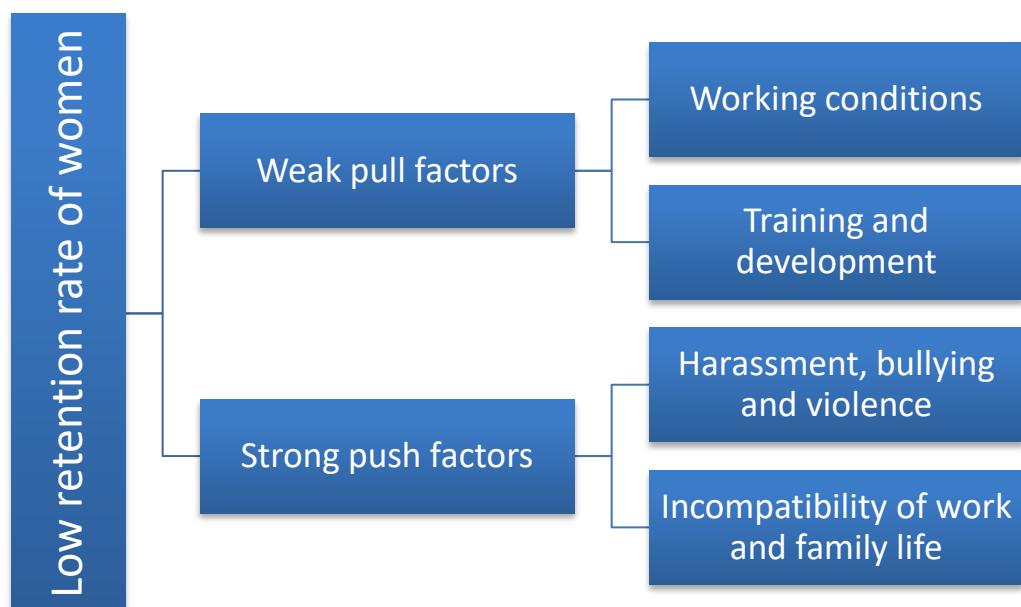 Low retention rate of women
Weak pull factors
Working conditions
Training and
development
Strong push factors
Harassment, bullying
and violence
Incompatibility of work
and family life